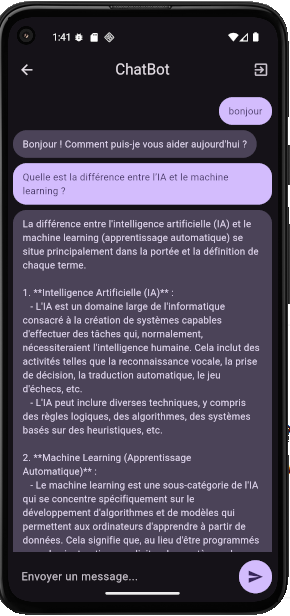 1:41
ChatBot
bonjour
Bonjour ! Comment puis-je vous aider aujourd'hui ?
Quelle est la différence entre l'IA et le machine
learning ?
La différence entre l'intelligence artificielle (IA) et le
machine learning (apprentissage automatique) se
situe principalement dans la portée et la définition de
chaque terme.
1. **Intelligence Artificielle (IA)** :
- L'IA est un domaine large de l'informatique
consacré à la création de systèmes capables
d'effectuer des tâches qui, normalement,
nécessiteraient l'intelligence humaine. Cela inclut des
activités telles que la reconnaissance vocale, la prise
de décision, la traduction automatique, le jeu
d'échecs, etc.
- L'IA peut inclure diverses techniques, y compris
des règles logiques, des algorithmes, des systèmes
basés sur des heuristiques, etc.
2. **Machine Learning (Apprentissage
Automatique)** :
- Le machine learning est une sous-catégorie de l'IA
qui se concentre spécifiquement sur le
développement d'algorithmes et de modèles qui
permettent aux ordinateurs d'apprendre à partir de
données. Cela signifie que, au lieu d'être programmés
Envoyer un message...